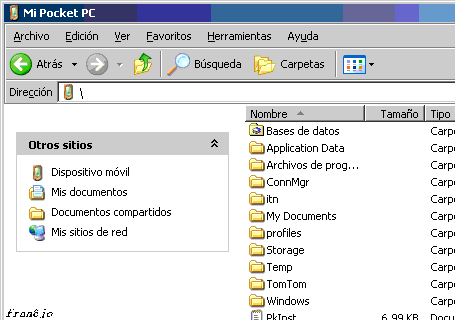 Mi Pocket PC
Archivo Edición Ver Favoritos Herramientas Ayuda
Atrás Búsqueda Carpetas
Dirección \
Nombre Tamaño Tipo
Otros sitios
Dispositivo móvil
Mis documentos
Documentos compartidos
Mis sitios de red
Bases de datos Carpe
Application Data Carpe
Archivos de prog... Carpe
ConnMgr Carpe
itn Carpe
My Documents Carpe
profiles Carpe
Storage Carpe
Temp Carpe
TomTom Carpe
Windows Carpe
PkInst 6,99 KB Docu